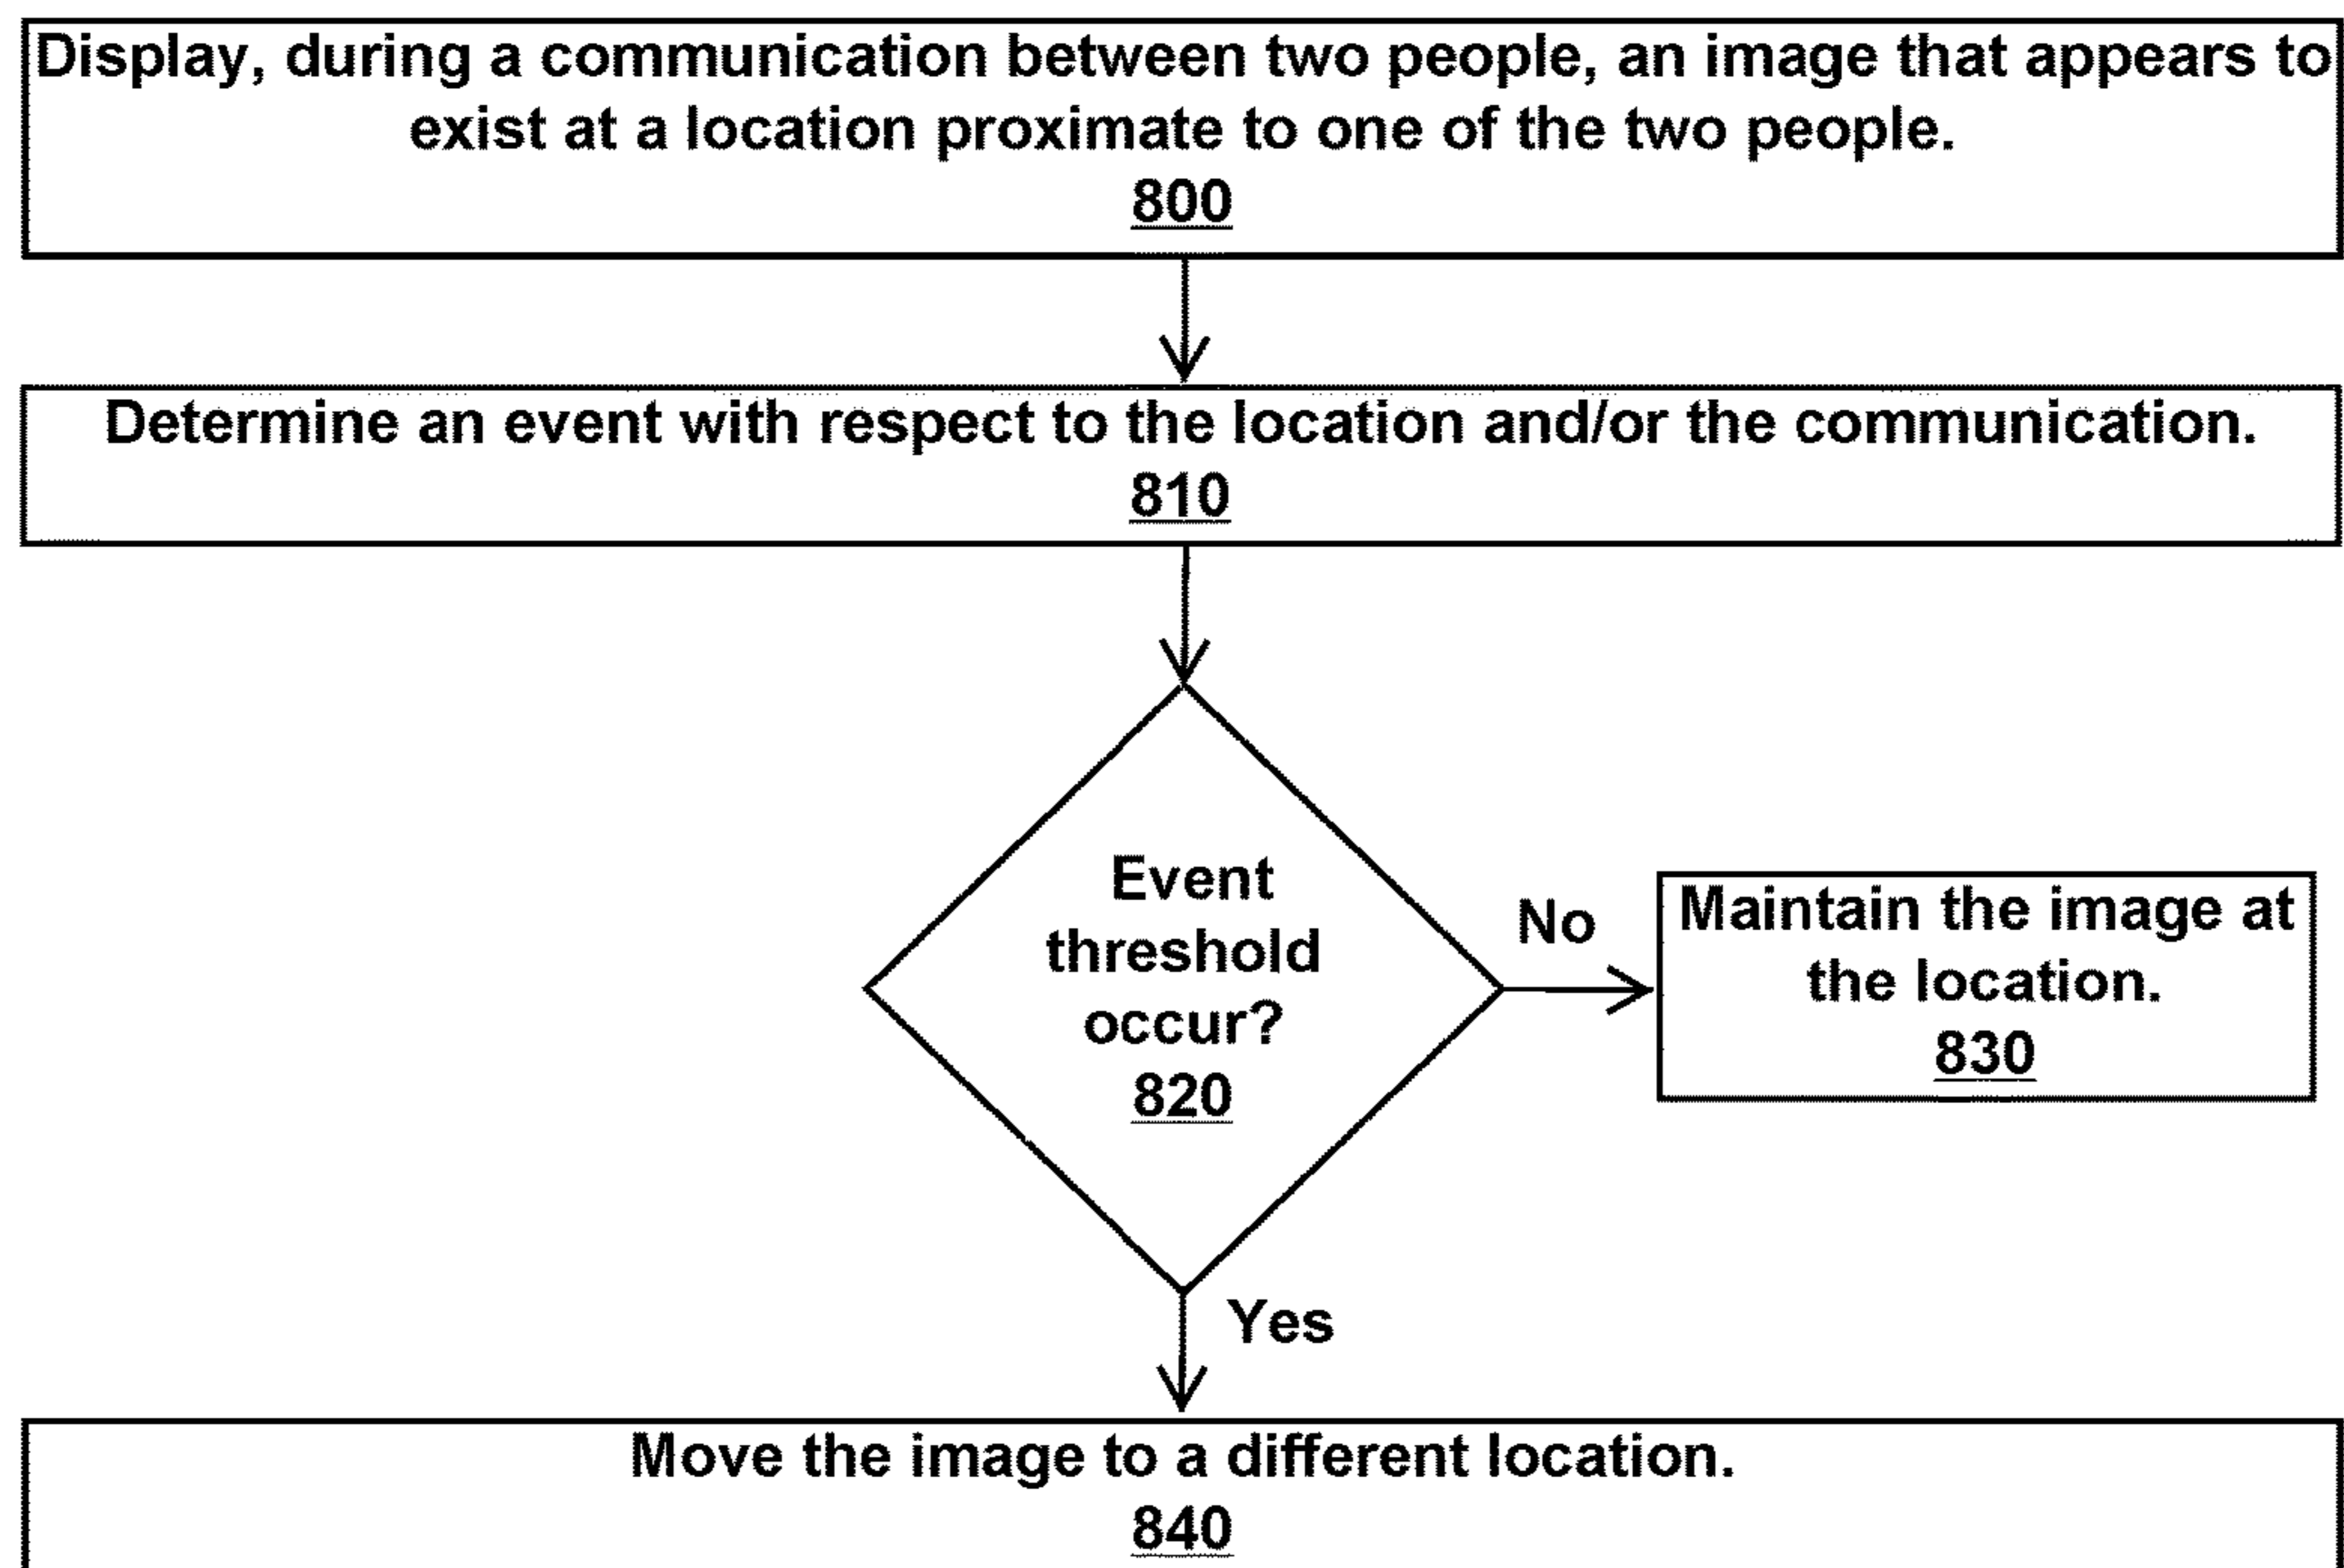 Display, during a communication between two people, an image that appears to
exist at a location proximate to one of the two people.
800
Determine an event with respect to the location and/or the communication.
810
Event
threshold
occur?
820
No
Maintain the image at
the location.
830
Yes
Move the image to a different location.
840